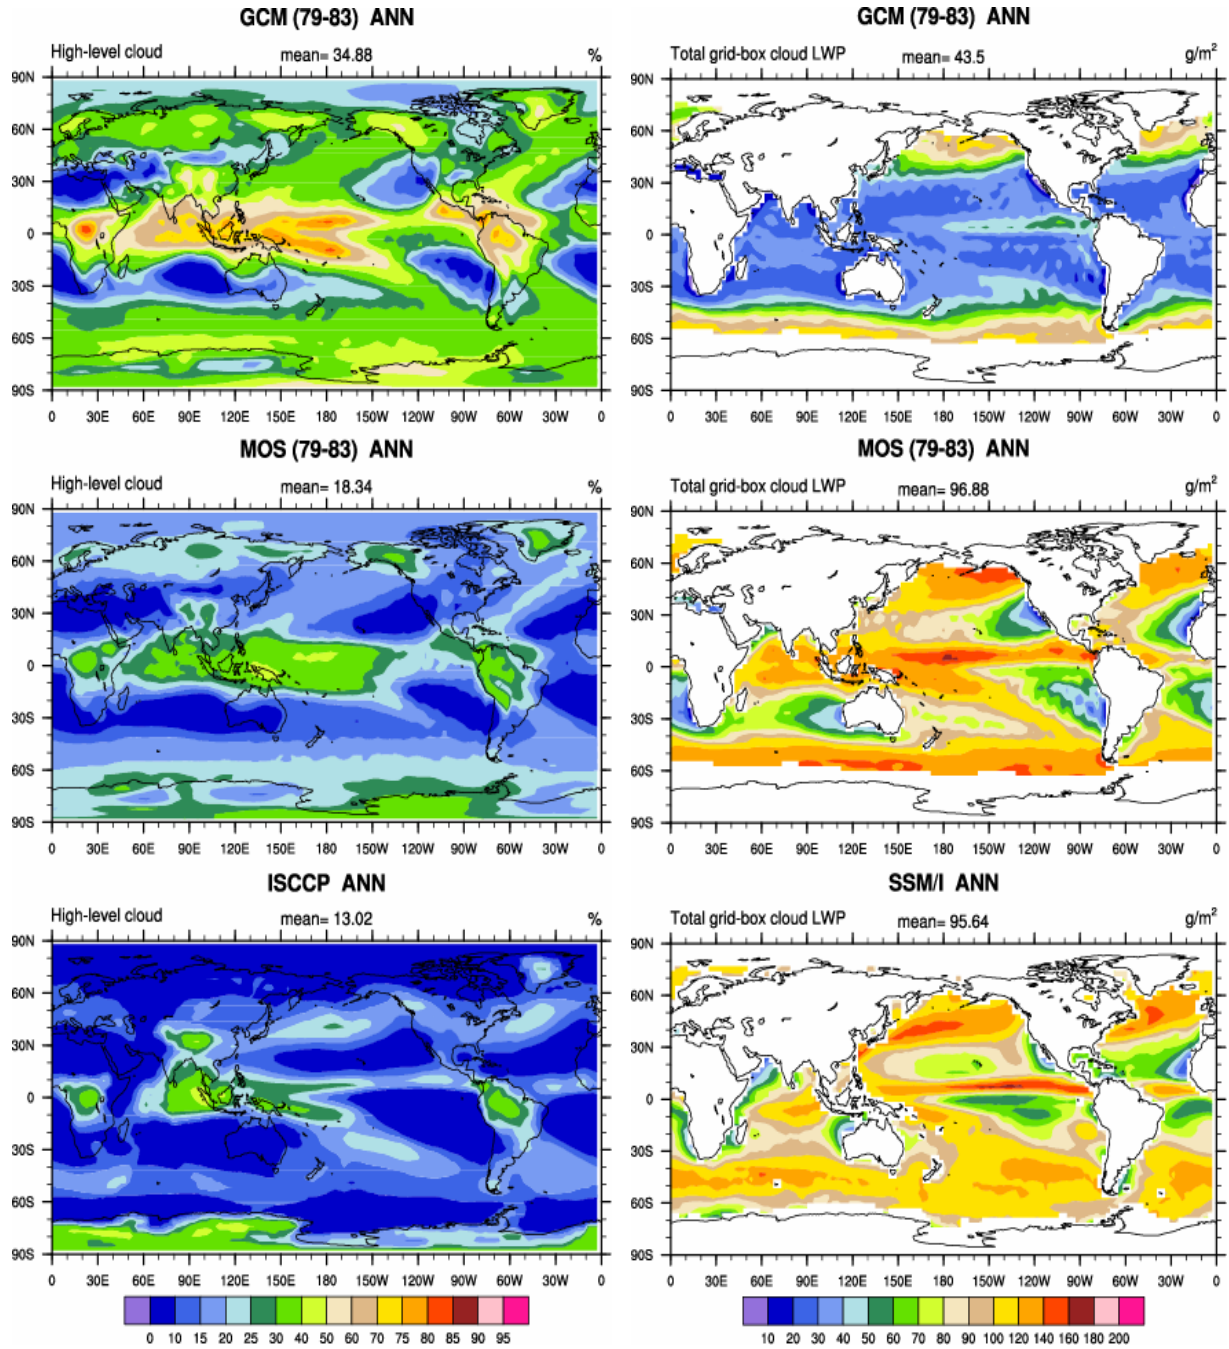 GCM (79-83) ANN
High-level cloud mean= 34.88 %
90N
60N
30N
0
30S
60S
90S
0 30E 60E 90E 120E 150E 180 150W 120W 90W 60W 30W 0
GCM (79-83) ANN
Total grid-box cloud LWP mean= 43.5 g/m²
90N
60N
30N
0
30S
60S
90S
0 30E 60E 90E 120E 150E 180 150W 120W 90W 60W 30W 0
MOS (79-83) ANN
High-level cloud mean= 18.34 %
90N
60N
30N
0
30S
60S
90S
0 30E 60E 90E 120E 150E 180 150W 120W 90W 60W 30W 0
MOS (79-83) ANN
Total grid-box cloud LWP mean= 96.88 g/m²
90N
60N
30N
0
30S
60S
90S
0 30E 60E 90E 120E 150E 180 150W 120W 90W 60W 30W 0
ISCCP ANN
High-level cloud mean= 13.02 %
90N
60N
30N
0
30S
60S
90S
0 30E 60E 90E 120E 150E 180 150W 120W 90W 60W 30W 0
0 10 15 20 25 30 40 50 60 70 75 80 85 90 95
SSM/I ANN
Total grid-box cloud LWP mean= 95.64 g/m²
90N
60N
30N
0
30S
60S
90S
0 30E 60E 90E 120E 150E 180 150W 120W 90W 60W 30W 0
10 20 30 40 50 60 70 80 90 100 120 140 160 180 200